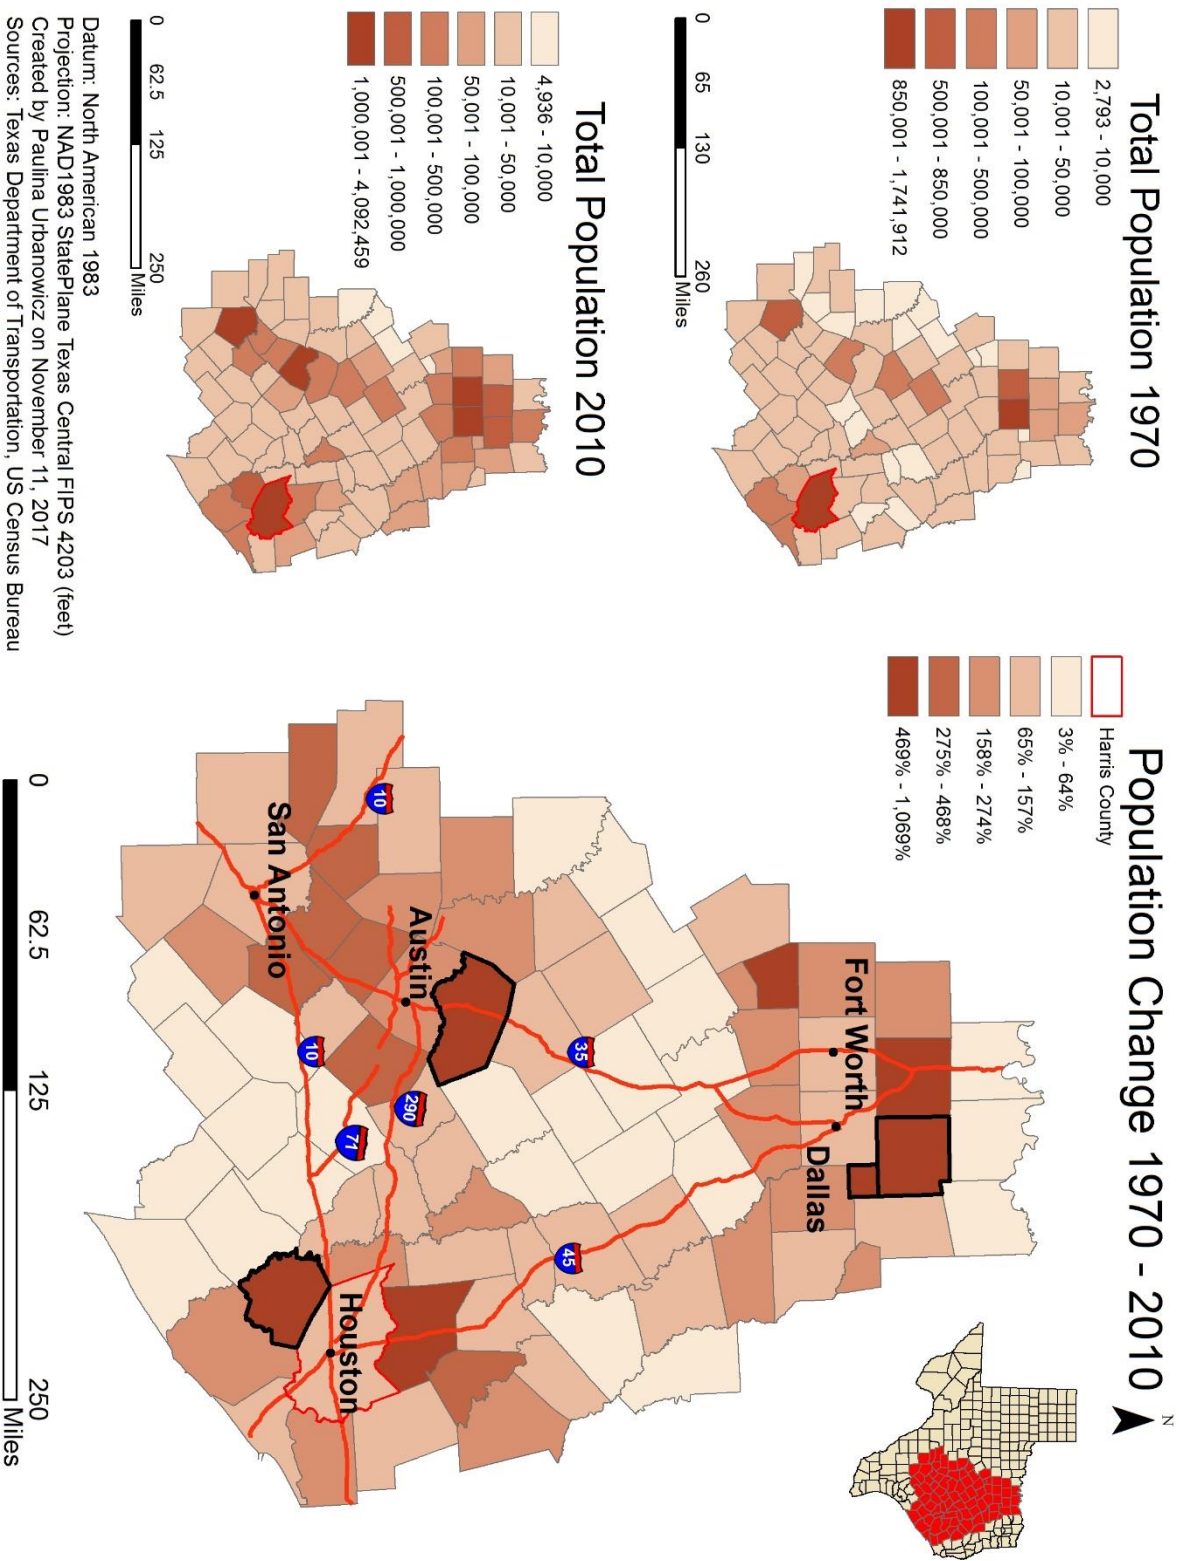 Total Population 1970
2,793 - 10,000
10,001 - 50,000
50,001 - 100,000
100,001 - 500,000
500,001 - 850,000
850,001 - 1,741,912
0 65 130 260
Miles
Total Population 2010
4,936 - 10,000
10,001 - 50,000
50,001 - 100,000
100,001 - 500,000
500,001 - 1,000,000
1,000,001 - 4,092,459
0 62.5 125 250
Miles
Datum: North American 1983
Projection: NAD1983 StatePlane Texas Central FIPS 4203 (feet)
Created by Paulina Urbanowicz on November 11, 2017
Sources: Texas Department of Transportation, US Census Bureau
Population Change 1970 - 2010
N
Harris County
3% - 64%
65% - 157%
158% - 274%
275% - 468%
469% - 1,069%
Fort Worth
Dallas
35
45
Austin
290
10
71
10
San Antonio
Houston
0 62.5 125 250
Miles